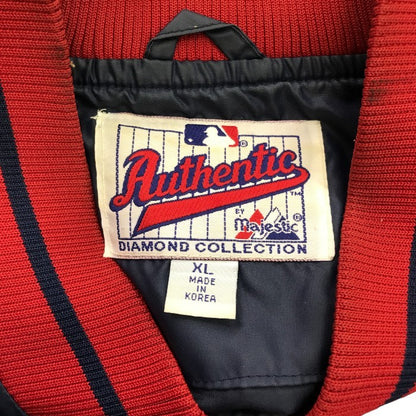 Authentic
™
BY
Majestic®
DIAMOND COLLECTION
XL
MADE
IN
KOREA